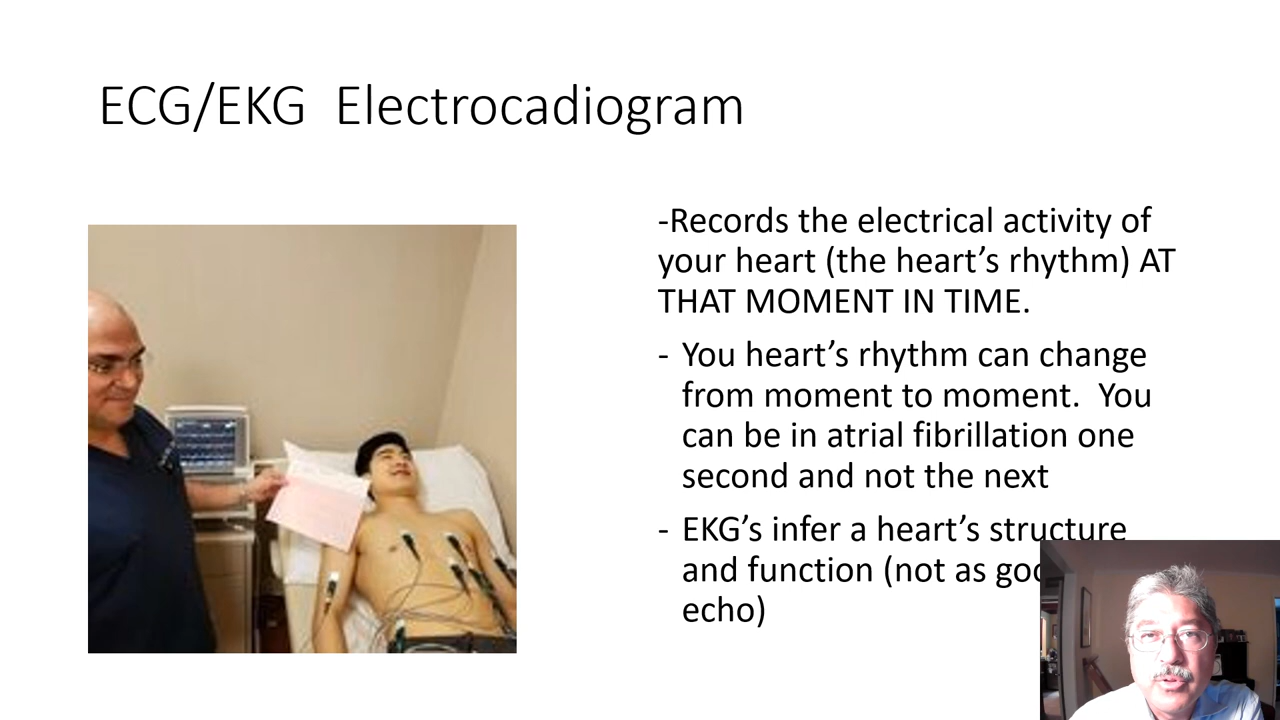 ECG/EKG  Electrocadiogram
-Records the electrical activity of
your heart (the heart’s rhythm) AT
THAT MOMENT IN TIME.
- You heart’s rhythm can change
from moment to moment.  You
can be in atrial fibrillation one
second and not the next
- EKG’s infer a heart’s structure
and function (not as
echo)